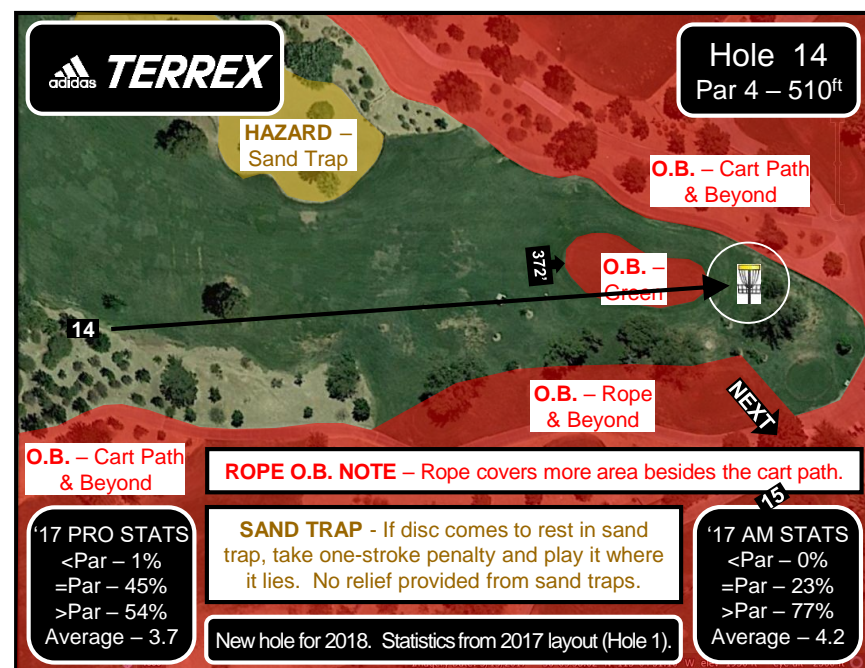 adidas TERREX
Hole 14
Par 4 – 510ft
HAZARD –
Sand Trap
O.B. – Cart Path
& Beyond
372'
O.B. –
Green
14
O.B. – Rope
& Beyond
NEXT
O.B. – Cart Path
& Beyond
ROPE O.B. NOTE – Rope covers more area besides the cart path.
15
'17 PRO STATS
<Par – 1%
=Par – 45%
>Par – 54%
Average – 3.7
SAND TRAP - If disc comes to rest in sand
trap, take one-stroke penalty and play it where
it lies. No relief provided from sand traps.
'17 AM STATS
<Par – 0%
=Par – 23%
>Par – 77%
Average – 4.2
New hole for 2018. Statistics from 2017 layout (Hole 1).